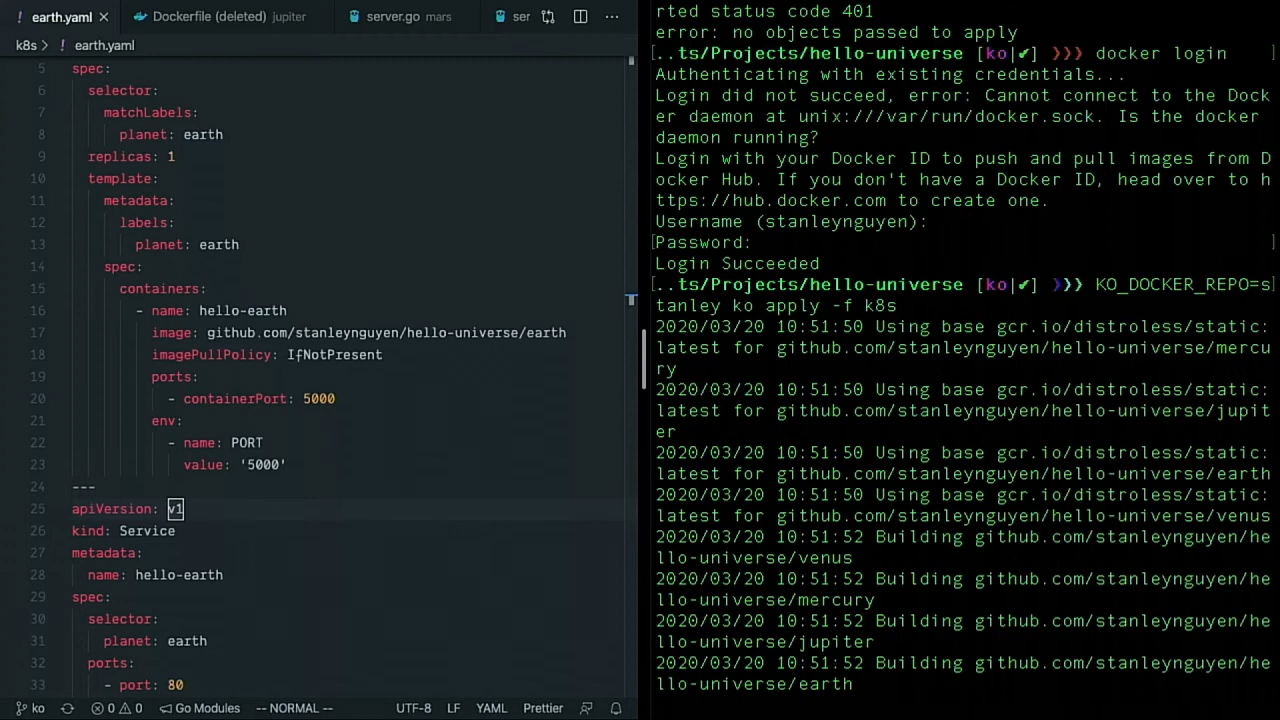 ! earth.yaml × Dockerfile (deleted) jupiter server.go mars ser ···
k8s > ! earth.yaml
5 spec:
6 selector:
7 matchLabels:
8 planet: earth
9 replicas: 1
10 template:
11 metadata:
12 labels:
13 planet: earth
14 spec:
15 containers:
16 - name: hello-earth
17 image: github.com/stanleynguyen/hello-universe/earth
18 imagePullPolicy: IfNotPresent
19 ports:
20 - containerPort: 5000
21 env:
22 - name: PORT
23 value: '5000'
24 ---
25 apiVersion: v1
26 kind: Service
27 metadata:
28 name: hello-earth
29 spec:
30 selector:
31 planet: earth
32 ports:
33 - port: 80
ko 0 0 Go Modules -- NORMAL -- UTF-8 LF YAML Prettier
rted status code 401
error: no objects passed to apply
[..ts/Projects/hello-universe [ko|✔] ❯❯❯ docker login ]
Authenticating with existing credentials...
Login did not succeed, error: Cannot connect to the Dock
er daemon at unix:///var/run/docker.sock. Is the docker
daemon running?
Login with your Docker ID to push and pull images from D
ocker Hub. If you don't have a Docker ID, head over to h
ttps://hub.docker.com to create one.
Username (stanleynguyen):
[Password: ]
Login Succeeded
[..ts/Projects/hello-universe [ko|✔] ❯❯❯ KO_DOCKER_REPO=s]
tanley ko apply -f k8s
2020/03/20 10:51:50 Using base gcr.io/distroless/static:
latest for github.com/stanleynguyen/hello-universe/mercu
ry
2020/03/20 10:51:50 Using base gcr.io/distroless/static:
latest for github.com/stanleynguyen/hello-universe/jupit
er
2020/03/20 10:51:50 Using base gcr.io/distroless/static:
latest for github.com/stanleynguyen/hello-universe/earth
2020/03/20 10:51:50 Using base gcr.io/distroless/static:
latest for github.com/stanleynguyen/hello-universe/venus
2020/03/20 10:51:52 Building github.com/stanleynguyen/he
llo-universe/venus
2020/03/20 10:51:52 Building github.com/stanleynguyen/he
llo-universe/mercury
2020/03/20 10:51:52 Building github.com/stanleynguyen/he
llo-universe/jupiter
2020/03/20 10:51:52 Building github.com/stanleynguyen/he
llo-universe/earth